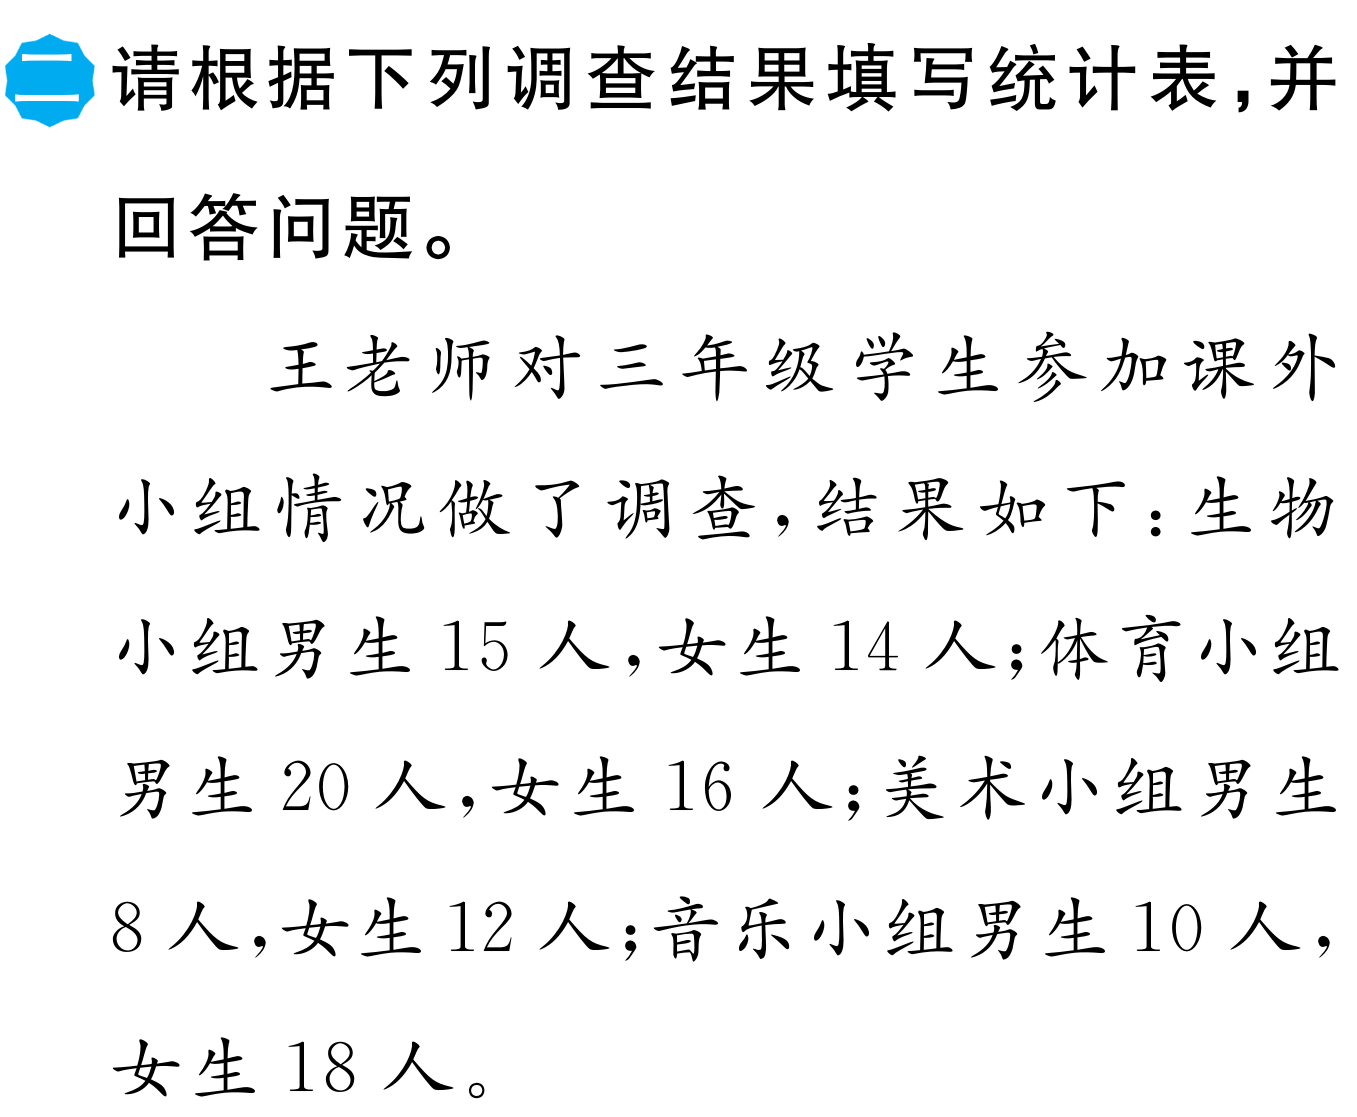 二 请根据下列调查结果填写统计表,并
回答问题。
王老师对三年级学生参加课外
小组情况做了调查,结果如下:生物
小组男生 15 人,女生 14 人;体育小组
男生 20 人,女生 16 人;美术小组男生
8 人,女生 12 人;音乐小组男生 10 人,
女生 18 人。